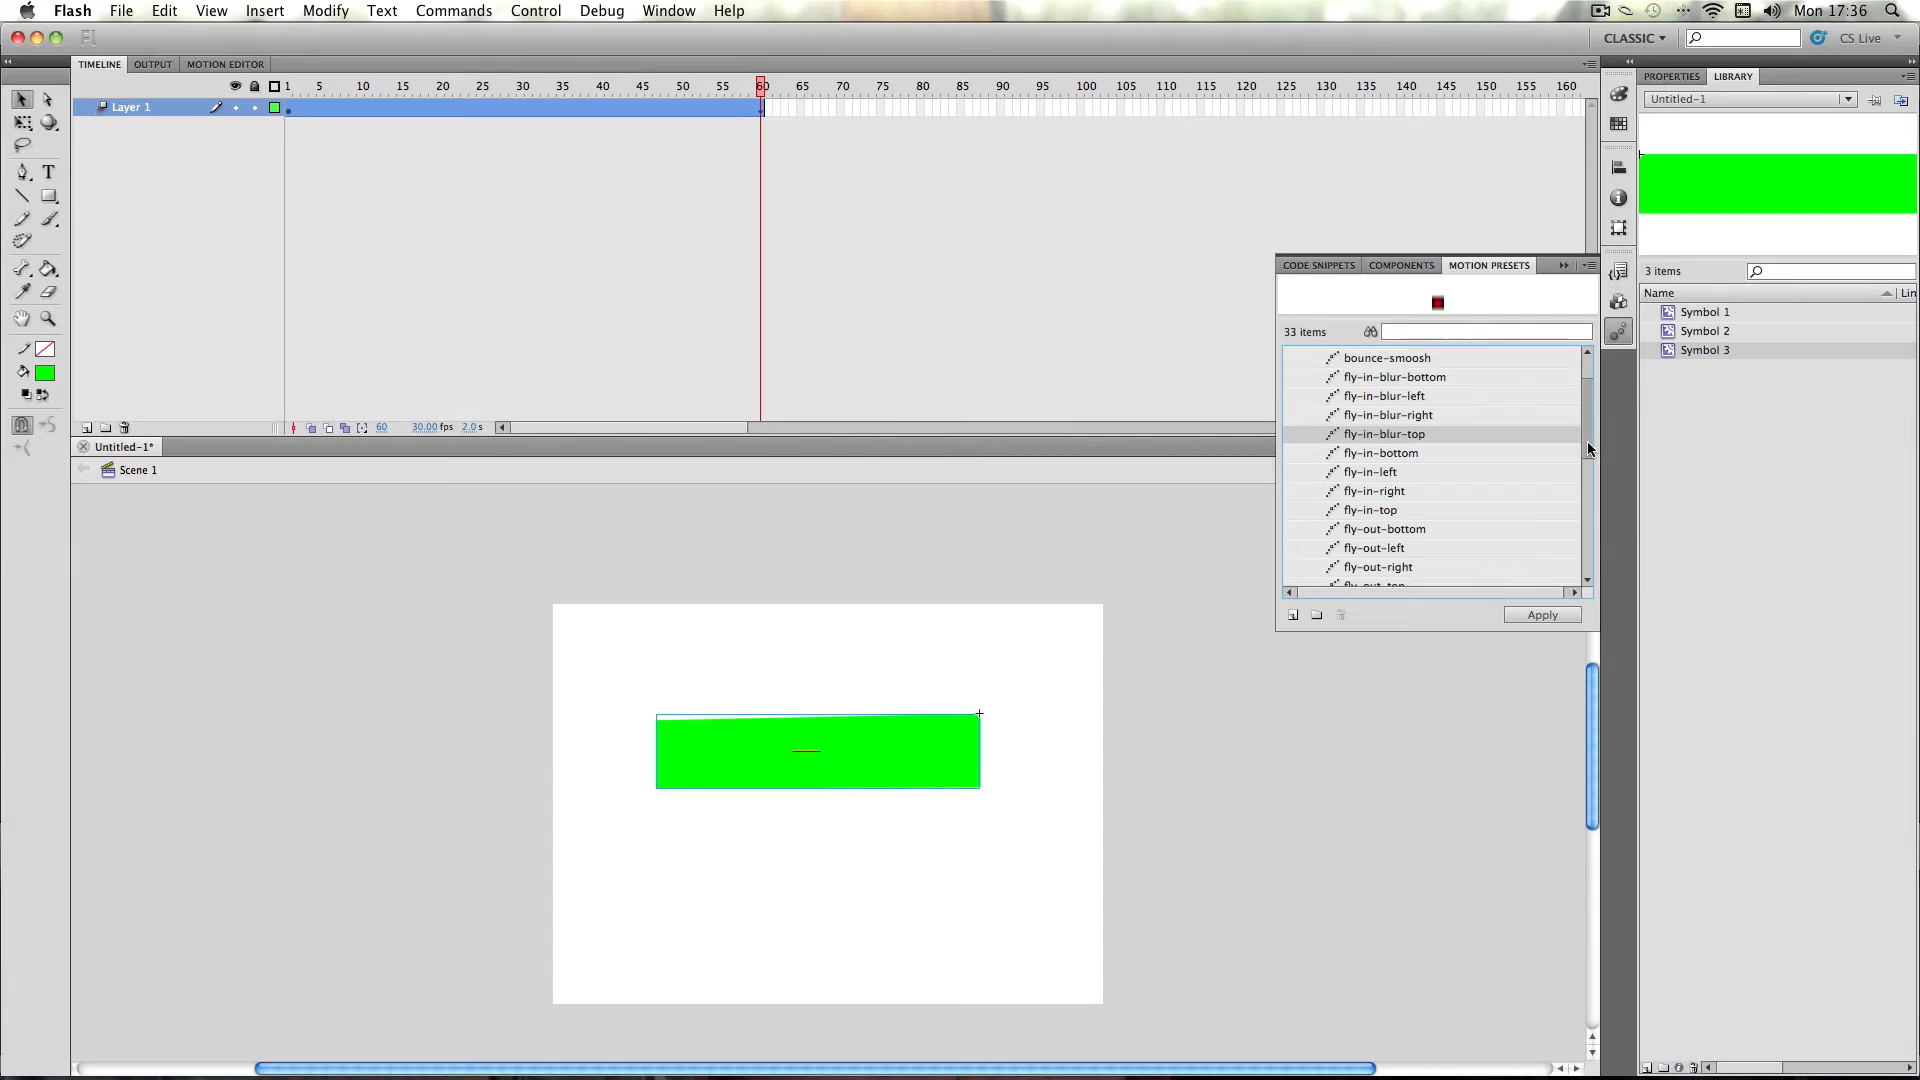 Flash File Edit View Insert Modify Text Commands Control Debug Window Help Mon 17:36
Fl CLASSIC CS Live
TIMELINE OUTPUT MOTION EDITOR
1 5 10 15 20 25 30 35 40 45 50 55 60 65 70 75 80 85 90 95 100 105 110 115 120 125 130 135 140 145 150 155 160
Layer 1
60 30.00 fps 2.0 s
Untitled-1*
Scene 1
CODE SNIPPETS COMPONENTS MOTION PRESETS
33 items
bounce-smoosh
fly-in-blur-bottom
fly-in-blur-left
fly-in-blur-right
fly-in-blur-top
fly-in-bottom
fly-in-left
fly-in-right
fly-in-top
fly-out-bottom
fly-out-left
fly-out-right
fly-out-top
Apply
PROPERTIES LIBRARY
Untitled-1
3 items
Name Lin
Symbol 1
Symbol 2
Symbol 3